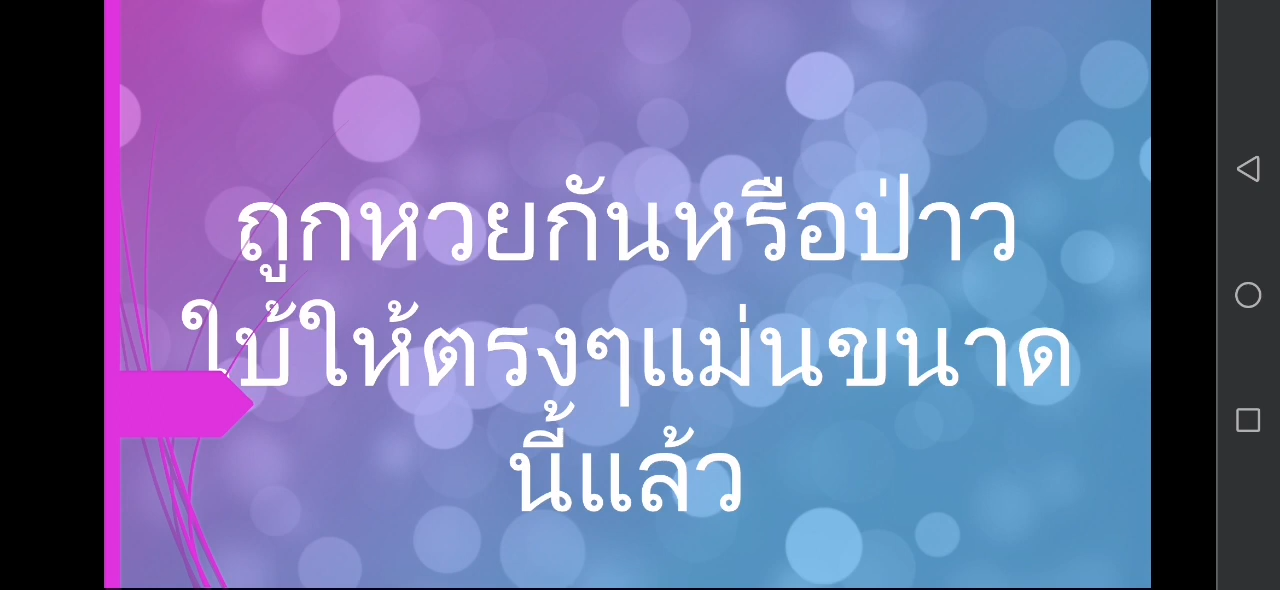 ถูกหวยกันหรือป่าว
ใบ้ให้ตรงๆแม่นขนาด
นี้แล้ว